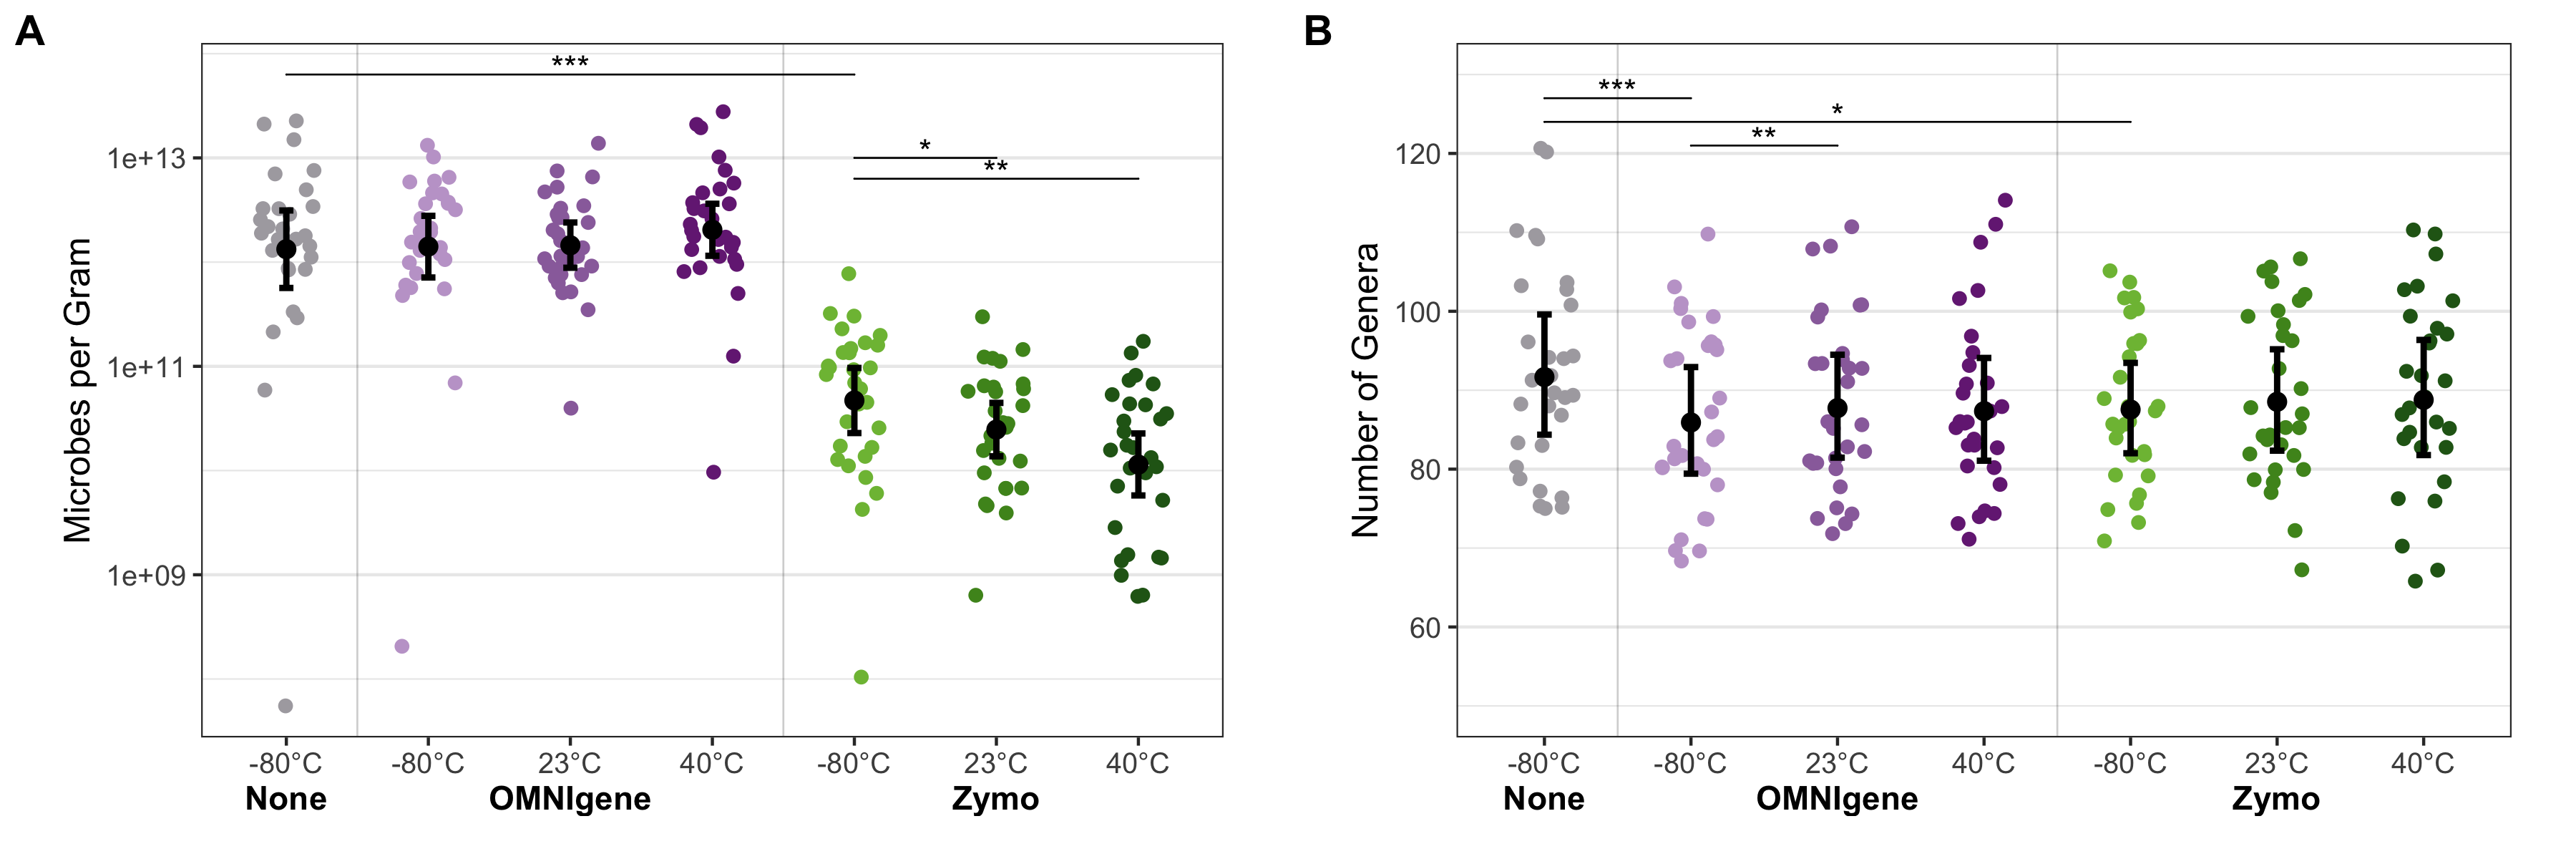 A
***
*
**
1e+13
1e+11
1e+09
Microbes per Gram
-80°C -80°C 23°C 40°C -80°C 23°C 40°C
None OMNIgene Zymo
B
***
*
**
120
100
80
60
Number of Genera
-80°C -80°C 23°C 40°C -80°C 23°C 40°C
None OMNIgene Zymo